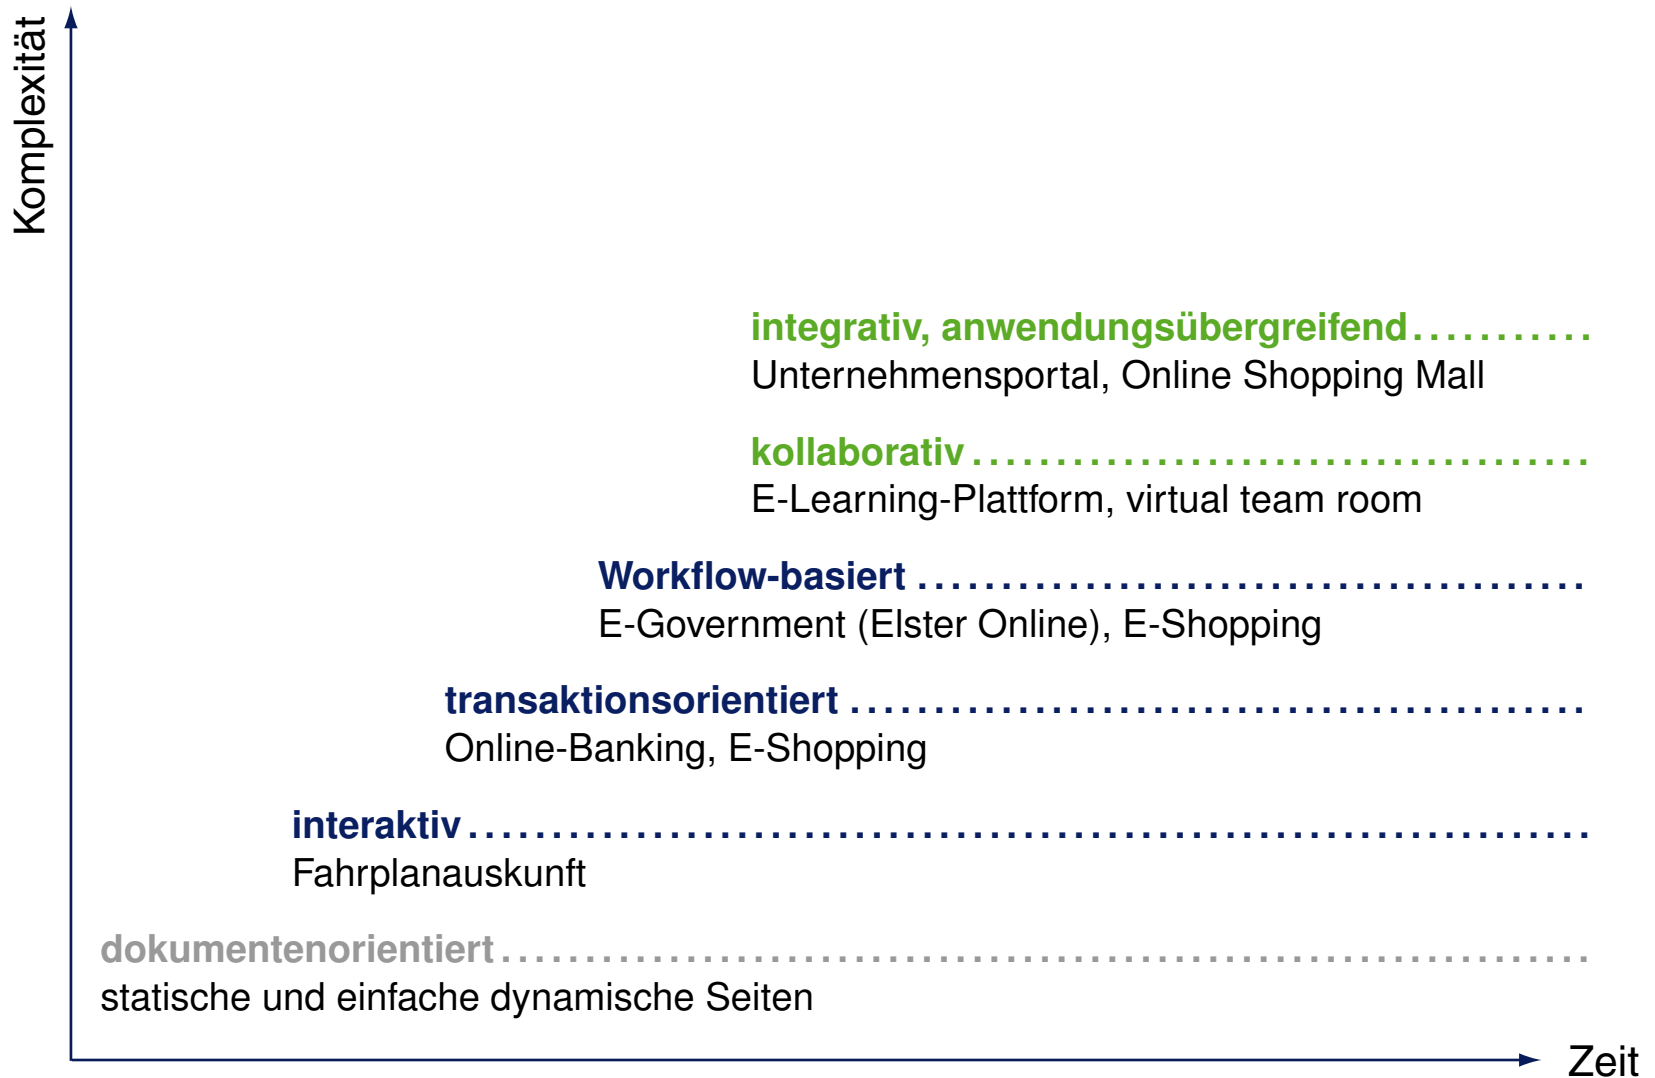 Komplexität
integrativ, anwendungsübergreifend...........
Unternehmensportal, Online Shopping Mall
kollaborativ.....................................
E-Learning-Plattform, virtual team room
Workflow-basiert ........................................
E-Government (Elster Online), E-Shopping
transaktionsorientiert ............................................
Online-Banking, E-Shopping
interaktiv...................................................................
Fahrplanauskunft
dokumentenorientiert.................................................................
statische und einfache dynamische Seiten
Zeit